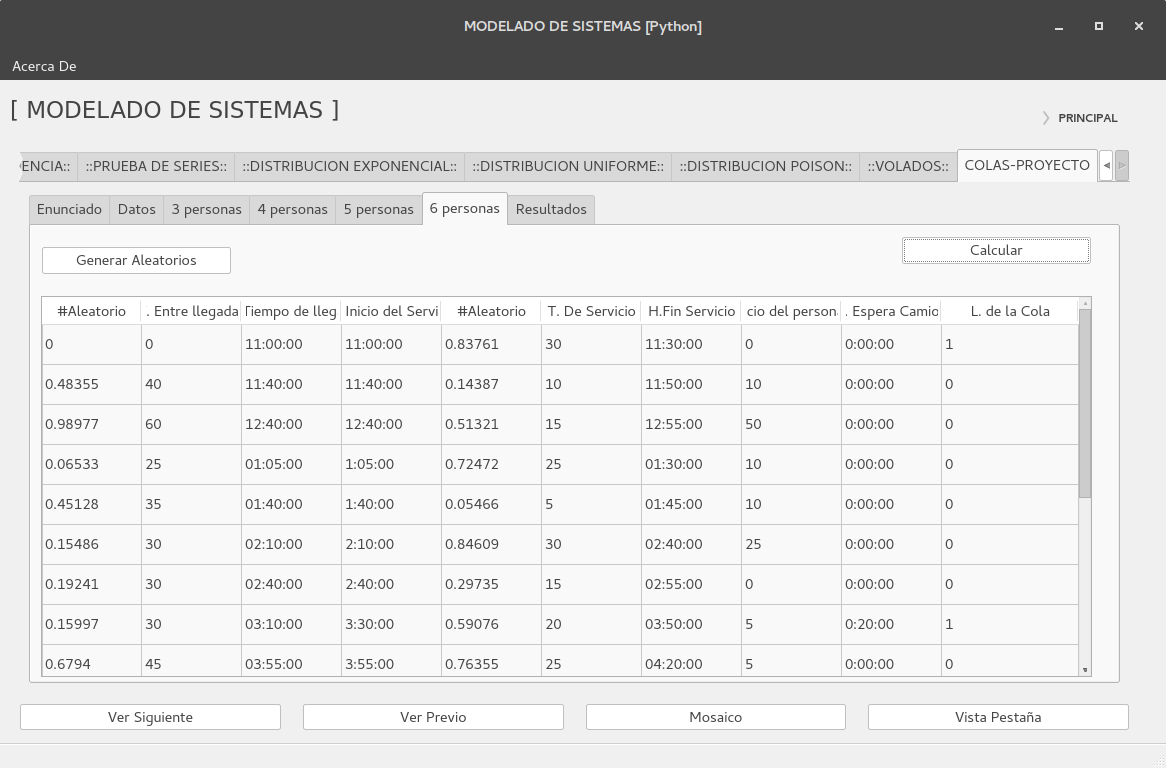 MODELADO DE SISTEMAS [Python]
Acerca De
[ MODELADO DE SISTEMAS ]
PRINCIPAL
ENCIA:: ::PRUEBA DE SERIES:: ::DISTRIBUCION EXPONENCIAL:: ::DISTRIBUCION UNIFORME:: ::DISTRIBUCION POISON:: ::VOLADOS:: COLAS-PROYECTO
Enunciado Datos 3 personas 4 personas 5 personas 6 personas Resultados
Generar Aleatorios Calcular
#Aleatorio . Entre llegada Tiempo de lleg Inicio del Servi #Aleatorio T. De Servicio H.Fin Servicio cio del person . Espera Camio L. de la Cola
0 0 11:00:00 11:00:00 0.83761 30 11:30:00 0 0:00:00 1
0.48355 40 11:40:00 11:40:00 0.14387 10 11:50:00 10 0:00:00 0
0.98977 60 12:40:00 12:40:00 0.51321 15 12:55:00 50 0:00:00 0
0.06533 25 01:05:00 1:05:00 0.72472 25 01:30:00 10 0:00:00 0
0.45128 35 01:40:00 1:40:00 0.05466 5 01:45:00 10 0:00:00 0
0.15486 30 02:10:00 2:10:00 0.84609 30 02:40:00 25 0:00:00 0
0.19241 30 02:40:00 2:40:00 0.29735 15 02:55:00 0 0:00:00 0
0.15997 30 03:10:00 3:30:00 0.59076 20 03:50:00 5 0:20:00 1
0.6794 45 03:55:00 3:55:00 0.76355 25 04:20:00 5 0:00:00 0
Ver Siguiente Ver Previo Mosaico Vista Pestaña